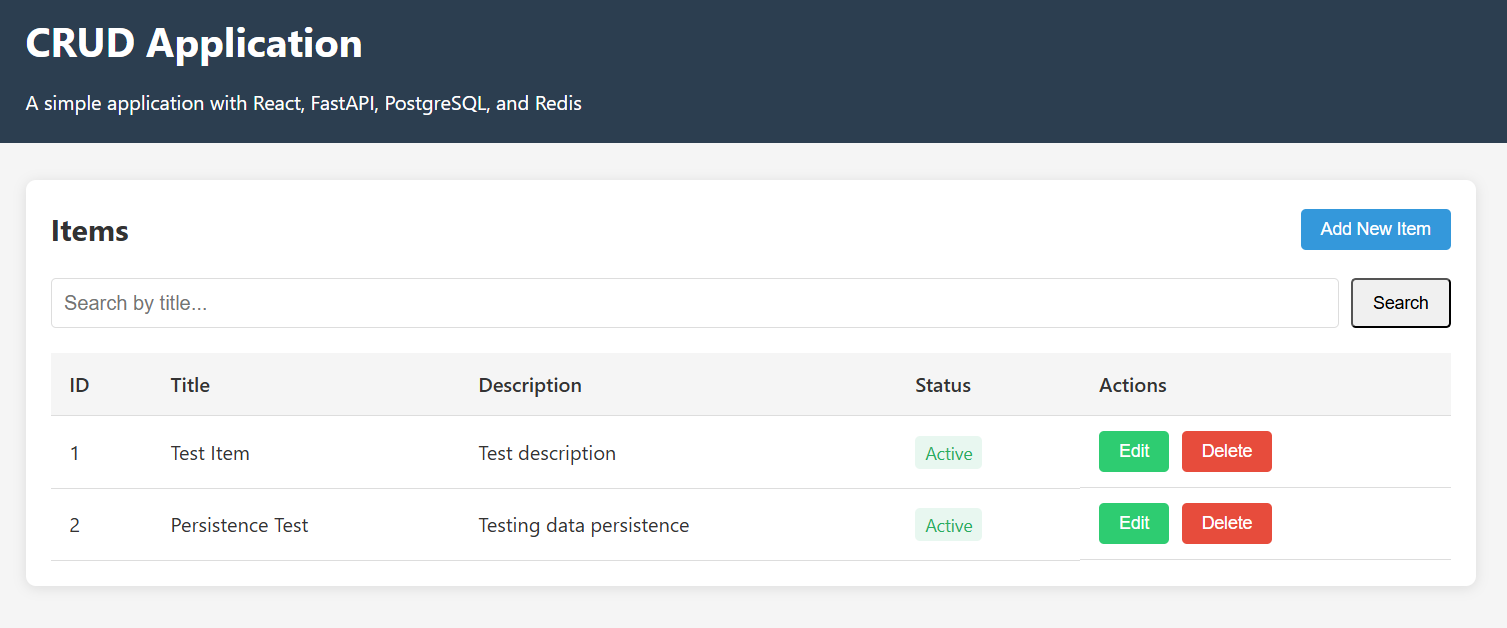 CRUD Application
A simple application with React, FastAPI, PostgreSQL, and Redis
Items
Add New Item
Search by title...
Search
ID Title Description Status Actions
1 Test Item Test description Active Edit Delete
2 Persistence Test Testing data persistence Active Edit Delete